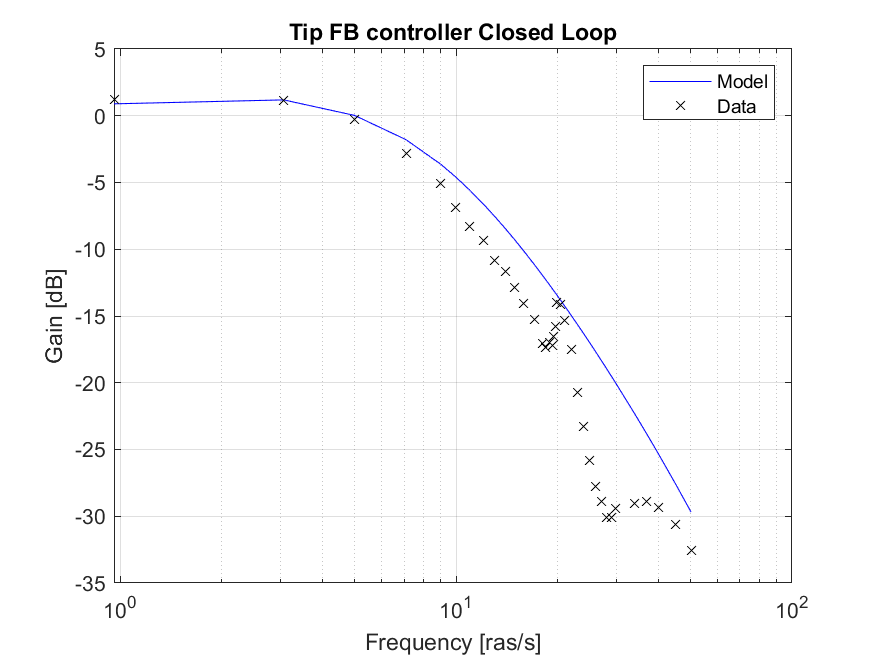 Tip FB controller Closed Loop
5
0
-5
-10
-15
-20
-25
-30
-35
Gain [dB]
Model
Data
10^0
10^1
10^2
Frequency [ras/s]